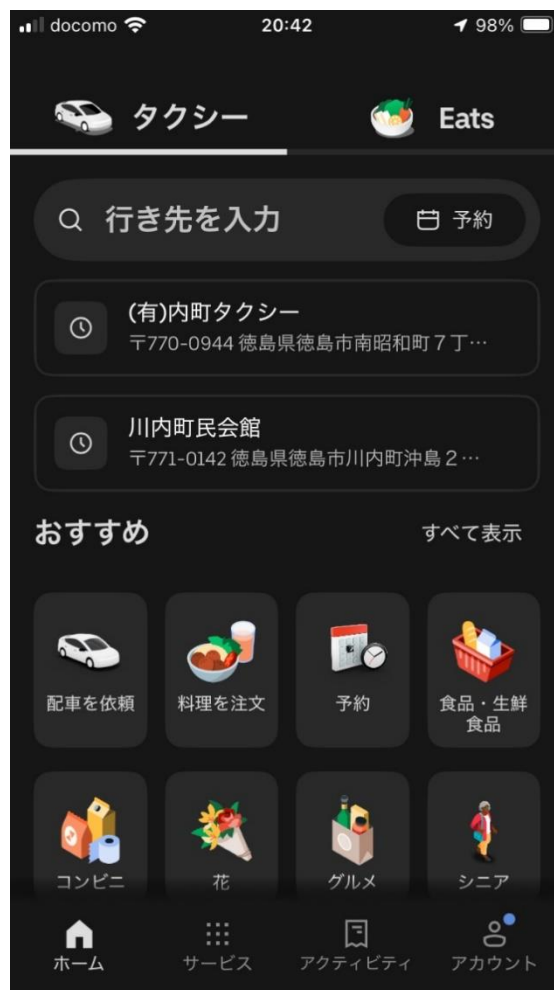 docomo 20:42 98%
タクシー Eats
行き先を入力 予約
(有)内町タクシー
〒770-0944 徳島県徳島市南昭和町７丁…
川内町民会館
〒771-0142 徳島県徳島市川内町沖島２…
おすすめ すべて表示
配車を依頼 料理を注文 予約 食品・生鮮
食品
コンビニ 花 グルメ シニア
ホーム サービス アクティビティ アカウント